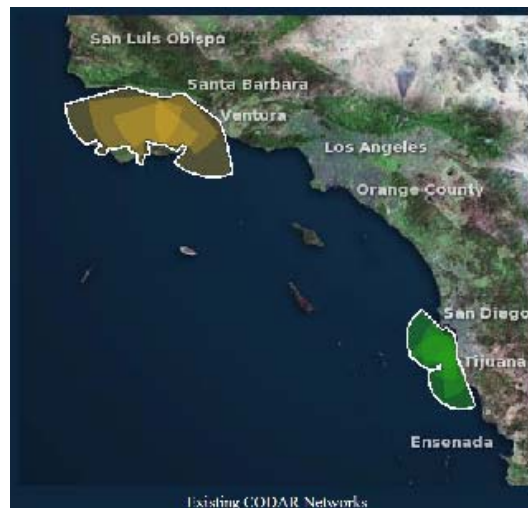 San Luis Obispo
Santa Barbara
Ventura
Los Angeles
Orange County
San Diego
Tijuana
Ensenada
Existing CODAR Networks